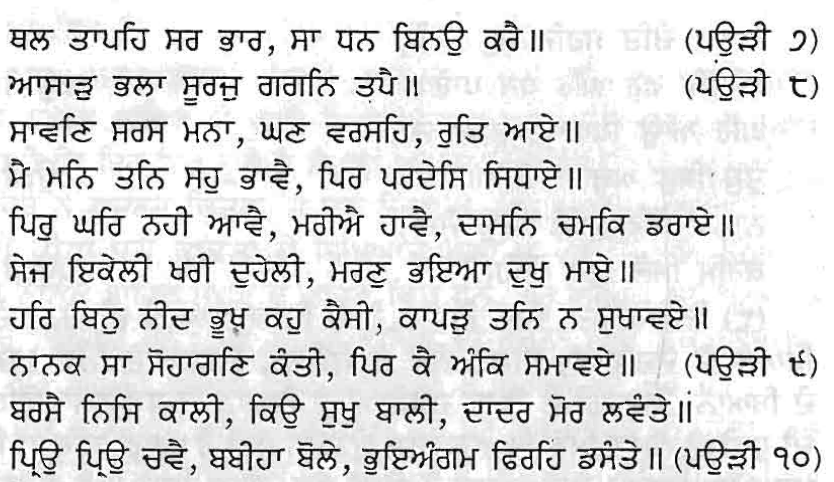 ਥਲ ਤਾਪਹਿ ਸਰ ਭਾਰ, ਸਾ ਧਨ ਬਿਨਉ ਕਰੈ॥ (ਪਉੜੀ ੭)
ਆਸਾੜੁ ਭਲਾ ਸੂਰਜੁ ਗਗਨਿ ਤਪੈ॥ (ਪਉੜੀ ੮)
ਸਾਵਣਿ ਸਰਸ ਮਨਾ, ਘਣ ਵਰਸਹਿ, ਰੁਤਿ ਆਏ॥
ਮੈ ਮਨਿ ਤਨਿ ਸਹੁ ਭਾਵੈ, ਪਿਰ ਪਰਦੇਸਿ ਸਿਧਾਏ॥
ਪਿਰੁ ਘਰਿ ਨਹੀ ਆਵੈ, ਮਰੀਐ ਹਾਵੈ, ਦਾਮਨਿ ਚਮਕਿ ਡਰਾਏ॥
ਸੇਜ ਇਕੇਲੀ ਖਰੀ ਦੁਹੇਲੀ, ਮਰਣੁ ਭਇਆ ਦੁਖੁ ਮਾਏ॥
ਹਰਿ ਬਿਨੁ ਨੀਦ ਭੂਖ ਕਹੁ ਕੈਸੀ, ਕਾਪੜੁ ਤਨਿ ਨ ਸੁਖਾਵਏ॥
ਨਾਨਕ ਸਾ ਸੋਹਾਗਣਿ ਕੰਤੀ, ਪਿਰ ਕੈ ਅੰਕਿ ਸਮਾਵਏ॥ (ਪਉੜੀ ੯)
ਬਰਸੈ ਨਿਸਿ ਕਾਲੀ, ਕਿਉ ਸੁਖੁ ਬਾਲੀ, ਦਾਦਰ ਮੋਰ ਲਵੰਤੇ॥
ਪ੍ਰਿਉ ਪ੍ਰਿਉ ਚਵੈ, ਬਬੀਹਾ ਬੋਲੇ, ਭੁਇਅੰਗਮ ਫਿਰਹਿ ਡਸੰਤੇ॥ (ਪਉੜੀ ੧੦)